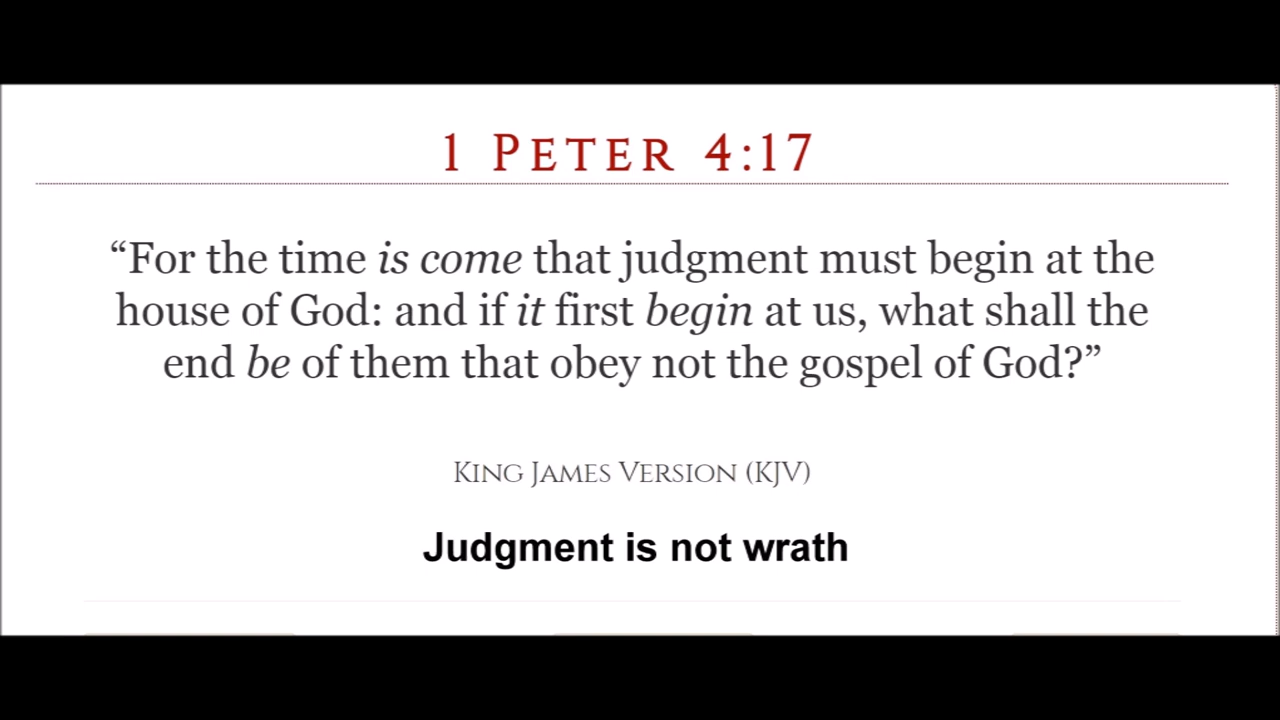 1 PETER 4:17
“For the time is come that judgment must begin at the
house of God: and if it first begin at us, what shall the
end be of them that obey not the gospel of God?”
KING JAMES VERSION (KJV)
Judgment is not wrath